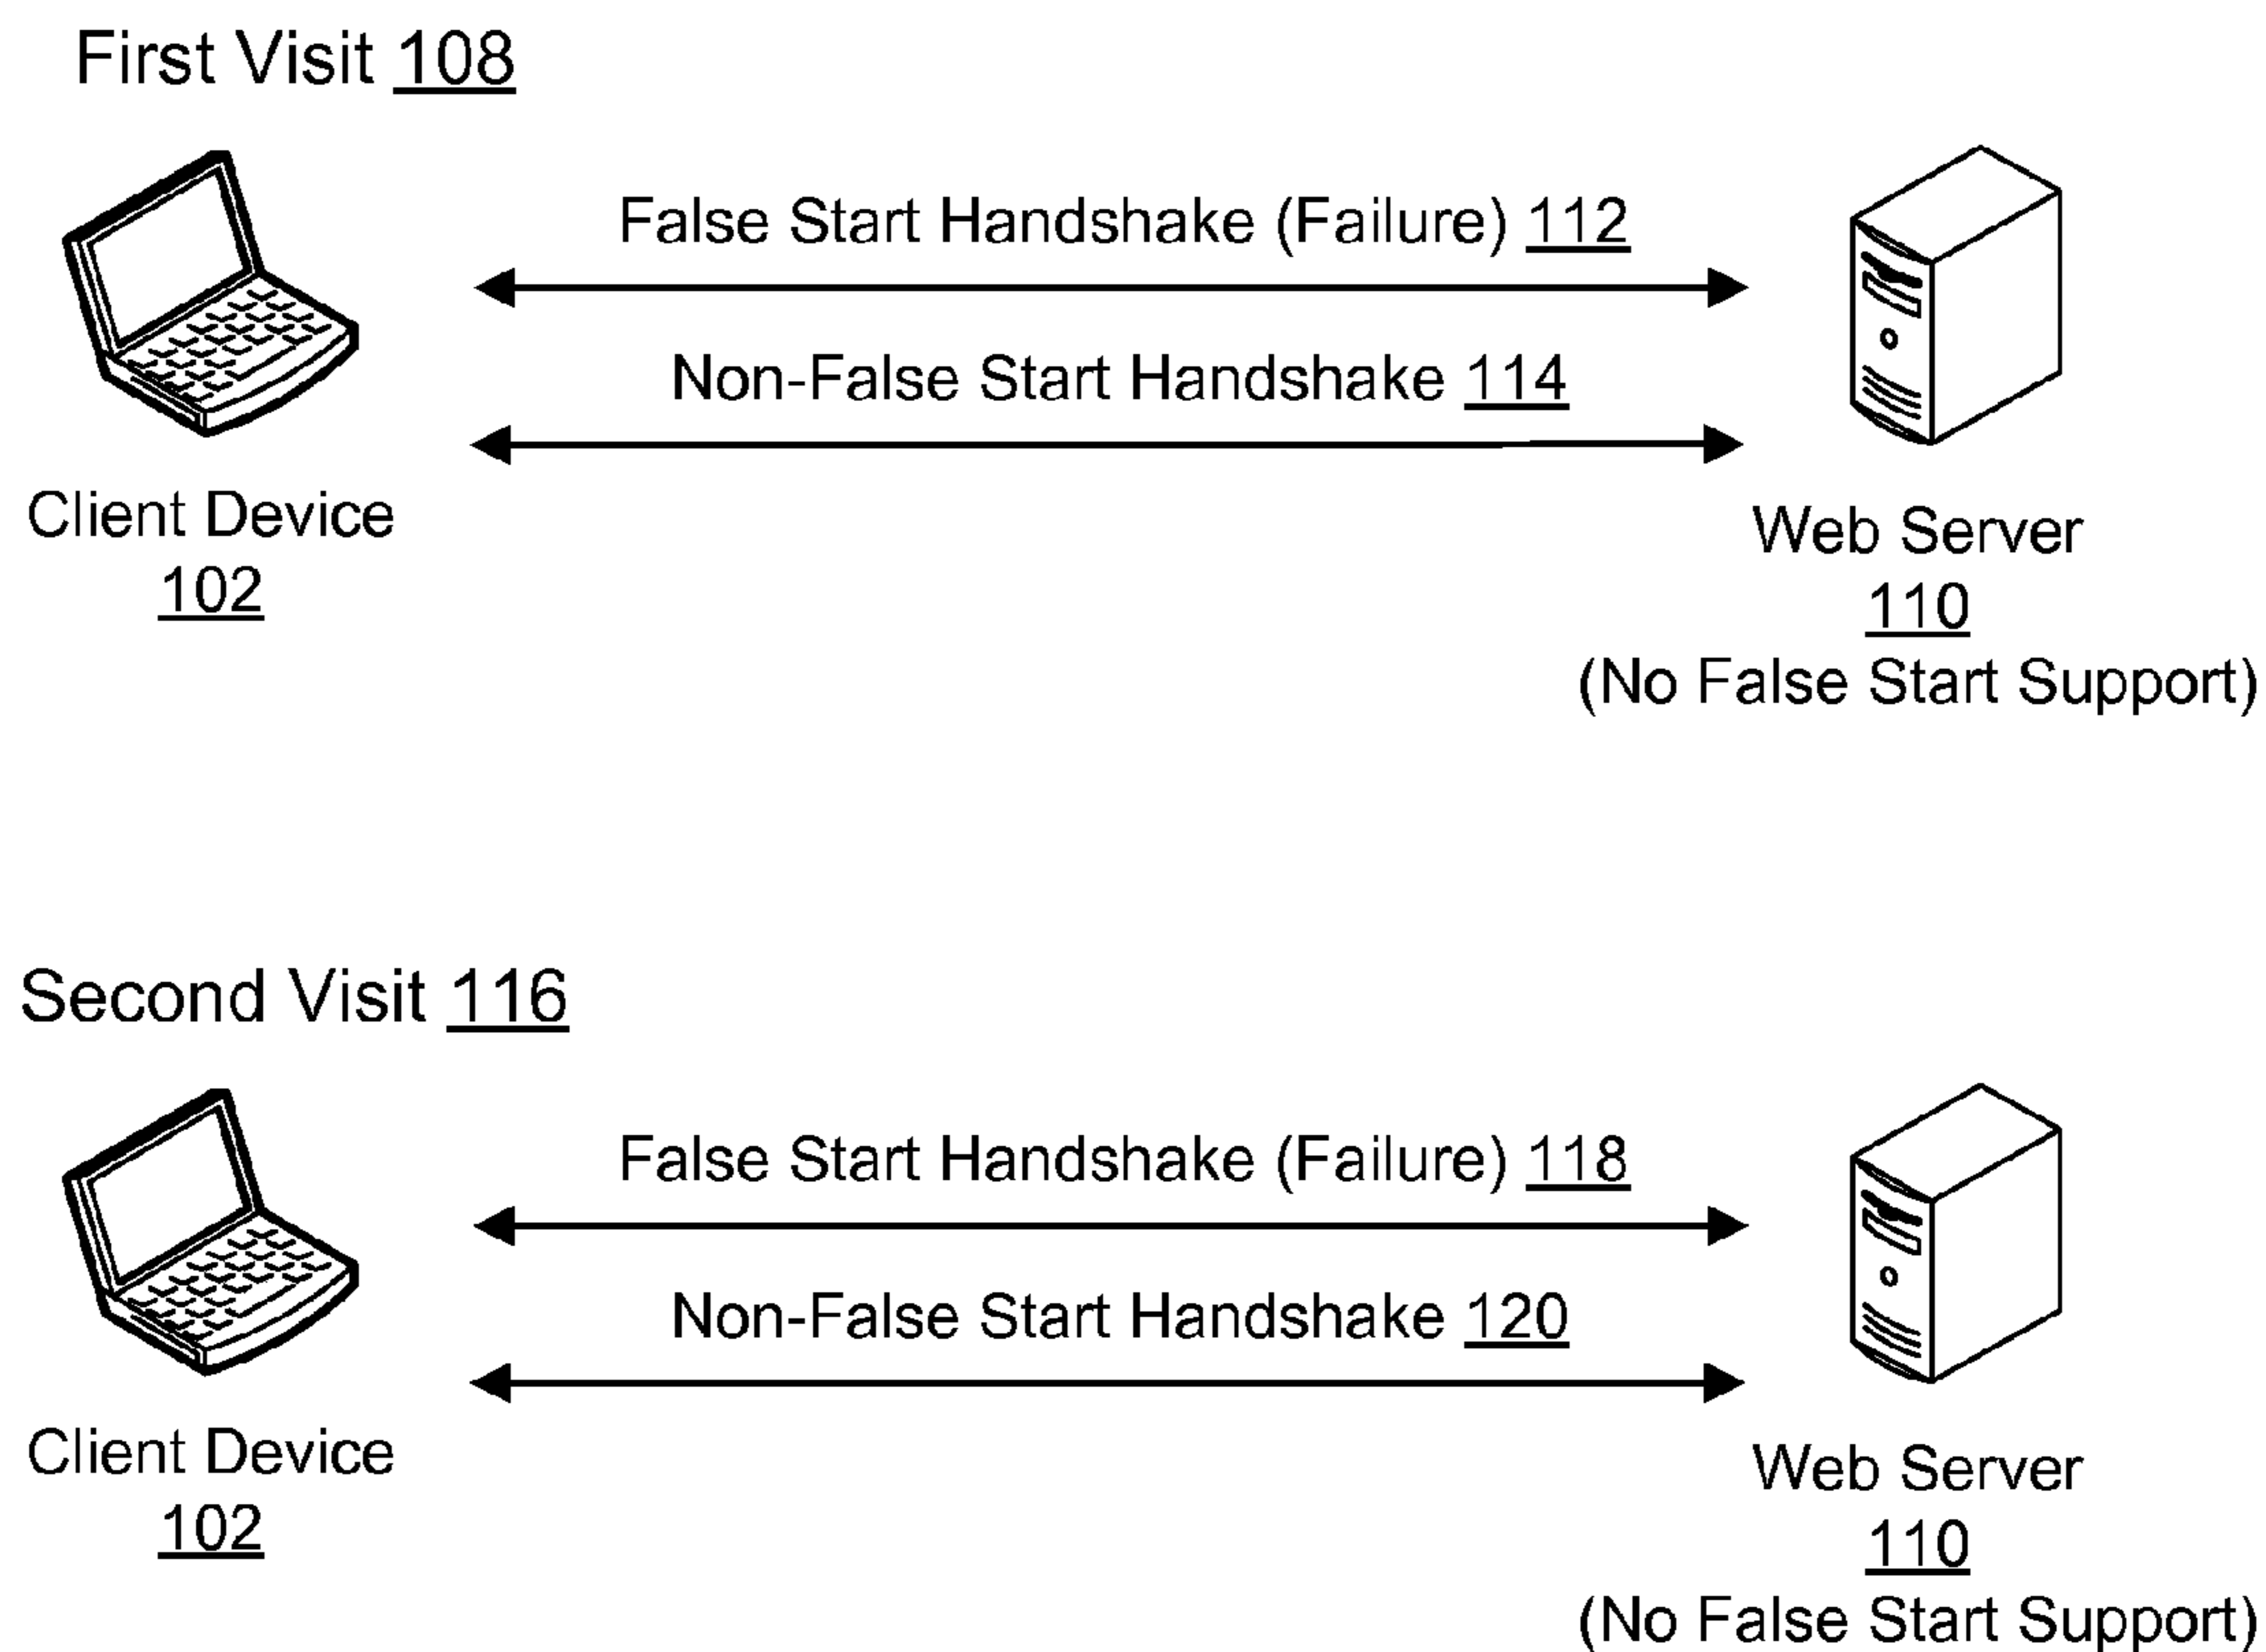 First Visit 108
False Start Handshake (Failure) 112
Non-False Start Handshake 114
Client Device
102
Web Server
110
(No False Start Support)
Second Visit 116
False Start Handshake (Failure) 118
Non-False Start Handshake 120
Client Device
102
Web Server
110
(No False Start Support)